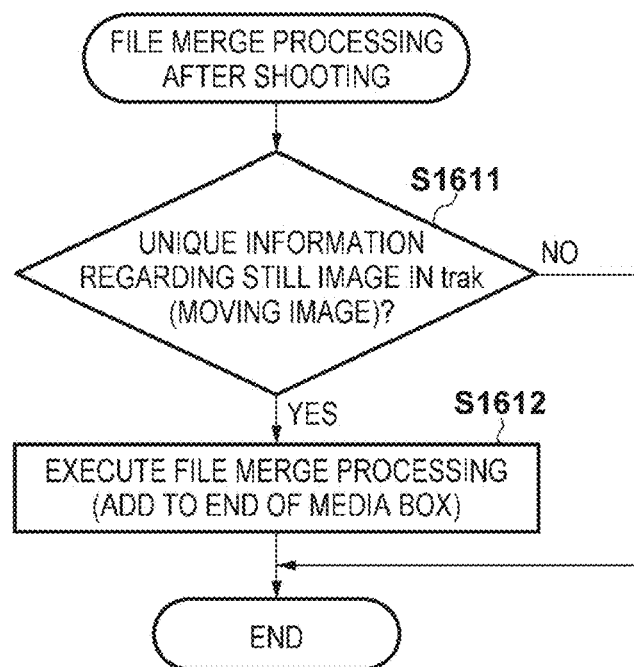 FILE MERGE PROCESSING
AFTER SHOOTING
S1611
UNIQUE INFORMATION
REGARDING STILL IMAGE IN trak
(MOVING IMAGE)?
NO
YES
S1612
EXECUTE FILE MERGE PROCESSING
(ADD TO END OF MEDIA BOX)
END